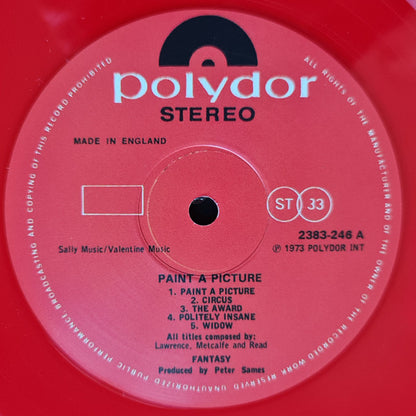 polydor
STEREO
MADE IN ENGLAND
ST 33
2383-246 A
Sally Music/Valentine Music
℗ 1973 POLYDOR INT
PAINT A PICTURE
1. PAINT A PICTURE
2. CIRCUS
3. THE AWARD
4. POLITELY INSANE
5. WIDOW
All titles composed by:
Lawrence, Metcalfe and Read
FANTASY
Produced by Peter Sames
ALL RIGHTS OF THE MANUFACTURER AND OF THE OWNER OF THE RECORDED WORK RESERVED UNAUTHORIZED PUBLIC PERFORMANCE BROADCASTING AND COPYING OF THIS RECORD PROHIBITED